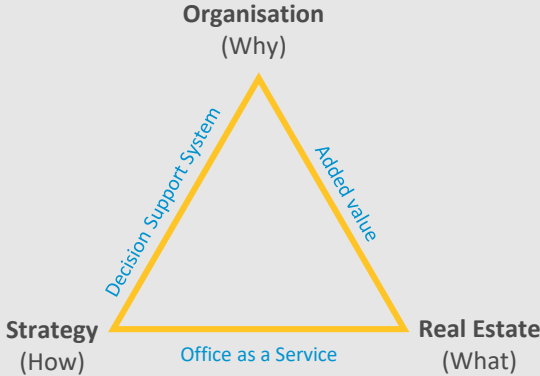 Organisation
(Why)
Decision Support System
Added value
Strategy
(How)
Office as a Service
Real Estate
(What)